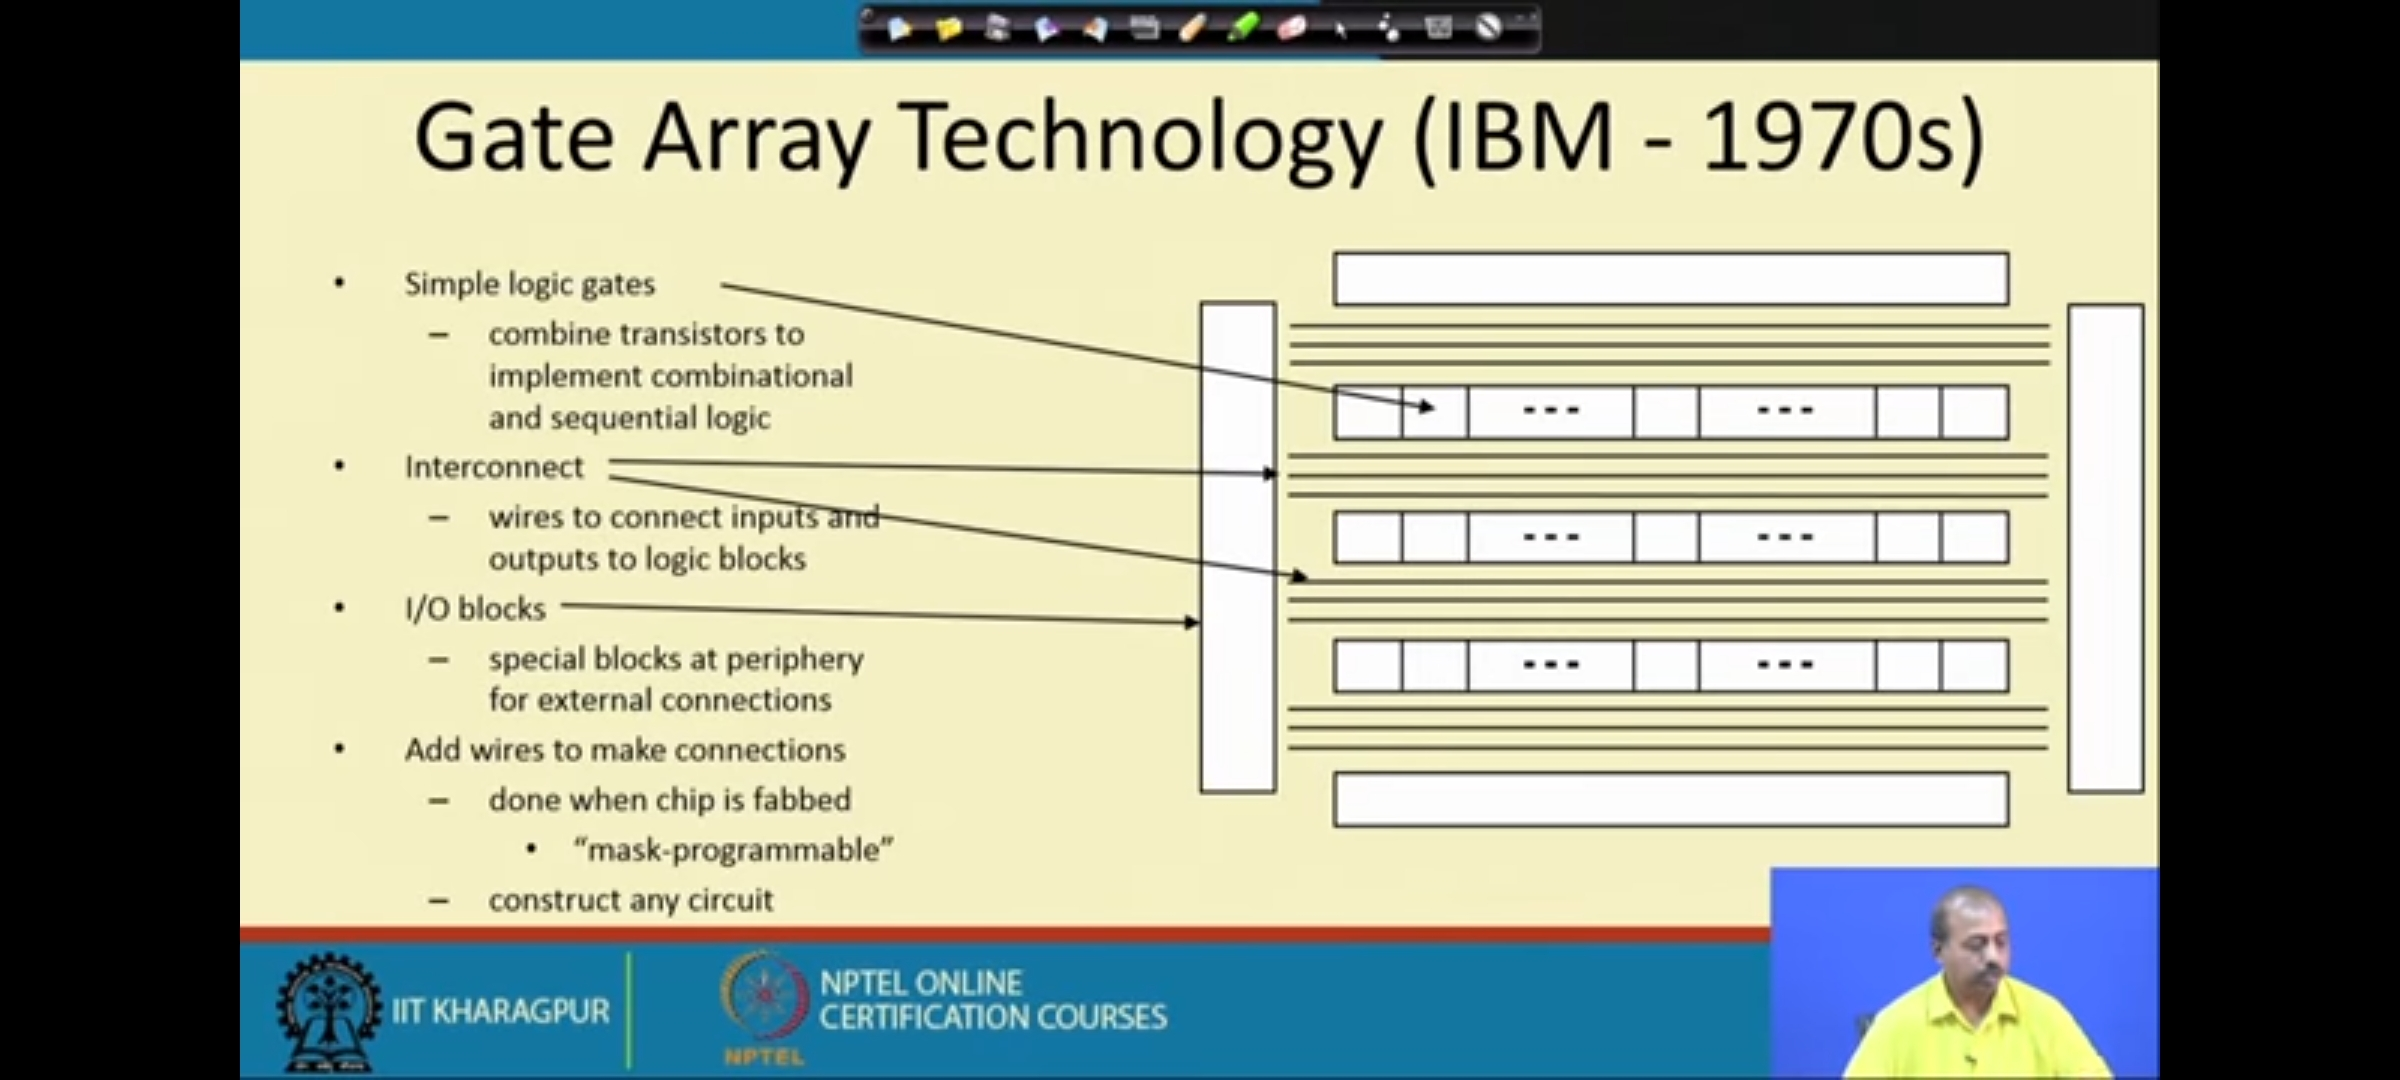 Gate Array Technology (IBM - 1970s)
• Simple logic gates
– combine transistors to
implement combinational
and sequential logic
• Interconnect
– wires to connect inputs and
outputs to logic blocks
• I/O blocks
– special blocks at periphery
for external connections
• Add wires to make connections
– done when chip is fabbed
• “mask-programmable”
– construct any circuit
IIT KHARAGPUR
NPTEL
NPTEL ONLINE
CERTIFICATION COURSES